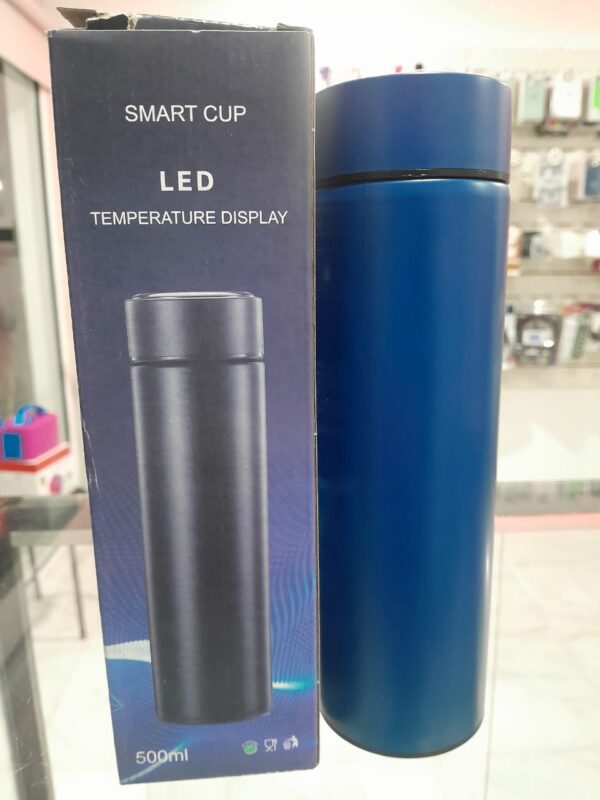 SMART CUP
LED
TEMPERATURE DISPLAY
500ml